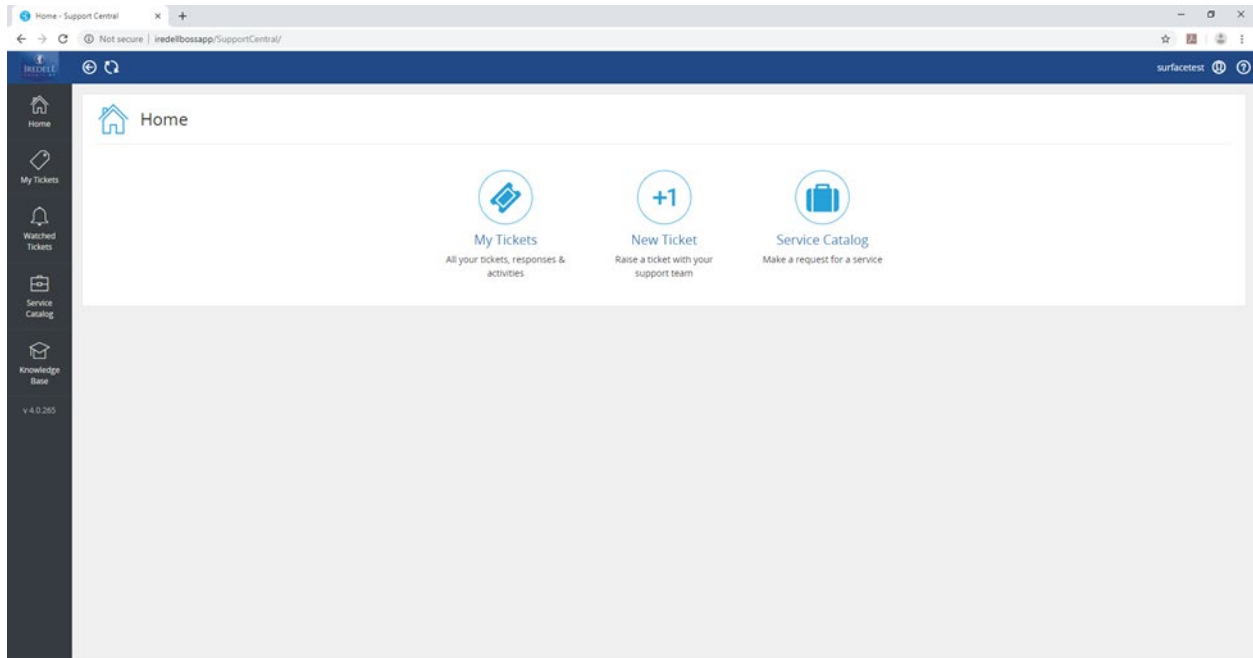 Home - Support Central
Not secure | iredellbossapp/SupportCentral/
IREDELL
surfacetest
Home
My Tickets
Watched
Tickets
Service
Catalog
Knowledge
Base
v 4.0.265
Home
+1
My Tickets
New Ticket
Service Catalog
All your tickets, responses &
activities
Raise a ticket with your
support team
Make a request for a service